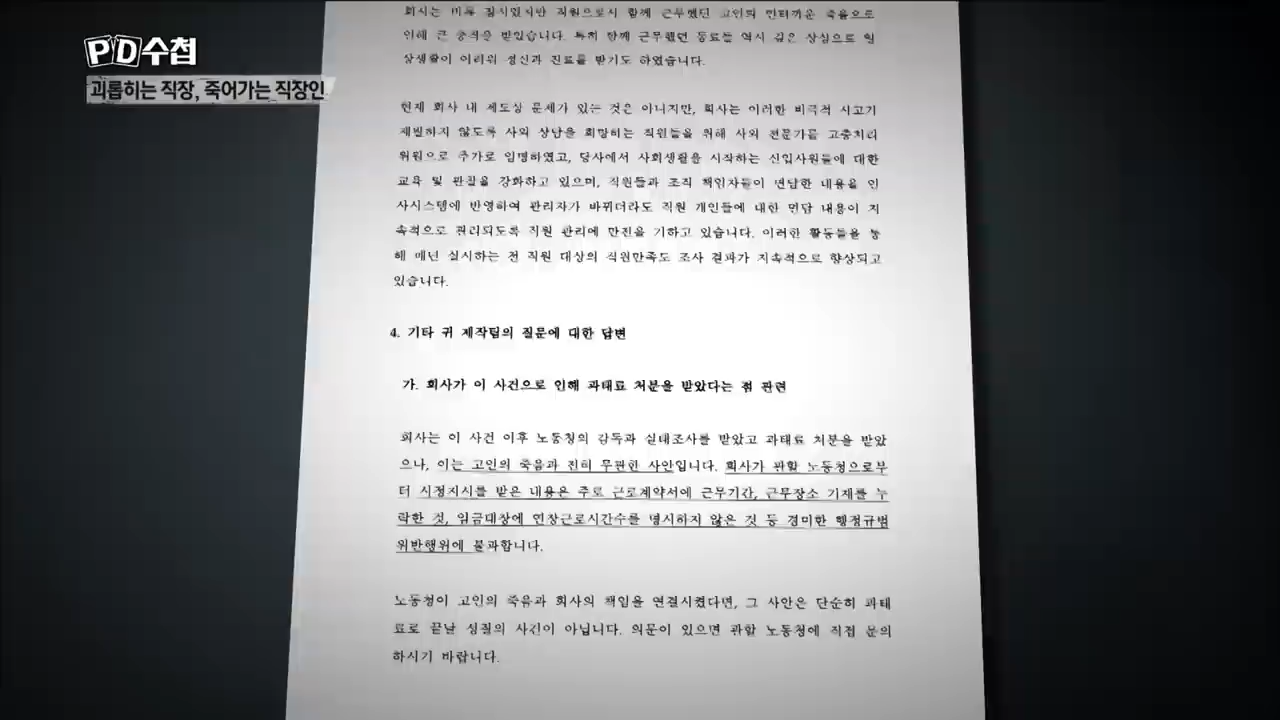 PD수첩
괴롭히는 직장, 죽어가는 직장인
회사는 비록 잠시였지만 직원으로서 함께 근무했던 고인의 안타까운 죽음으로
인해 큰 충격을 받았습니다. 특히 함께 근무했던 동료들 역시 깊은 상심으로 일
상생활이 어려워 정신과 진료를 받기도 하였습니다.
현재 회사 내 제도상 문제가 있는 것은 아니지만, 회사는 이러한 비극적 사고가
재발하지 않도록 사외 상담을 희망하는 직원들을 위해 사외 전문가를 고충처리
위원으로 추가로 임명하였고, 당사에서 사회생활을 시작하는 신입사원들에 대한
교육 및 관찰을 강화하고 있으며, 직원들과 조직 책임자들이 면담한 내용을 인
사시스템에 반영하여 관리자가 바뀌더라도 직원 개인들에 대한 면담 내용이 지
속적으로 관리되도록 직원 관리에 만전을 기하고 있습니다. 이러한 활동들을 통
해 매년 실시하는 전 직원 대상의 직원만족도 조사 결과가 지속적으로 향상되고
있습니다.
4. 기타 귀 제작팀의 질문에 대한 답변
가. 회사가 이 사건으로 인해 과태료 처분을 받았다는 점 관련
회사는 이 사건 이후 노동청의 감독과 실태조사를 받았고 과태료 처분을 받았
으나, 이는 고인의 죽음과 전혀 무관한 사안입니다. 회사가 관할 노동청으로부
터 시정지시를 받은 내용은 주로 근로계약서에 근무기간, 근무장소 기재를 누
락한 것, 임금대장에 연장근로시간수를 명시하지 않은 것 등 경미한 행정규범
위반행위에 불과합니다.
노동청이 고인의 죽음과 회사의 책임을 연결시켰다면, 그 사안은 단순히 과태
료로 끝날 성질의 사건이 아닙니다. 의문이 있으면 관할 노동청에 직접 문의
하시기 바랍니다.